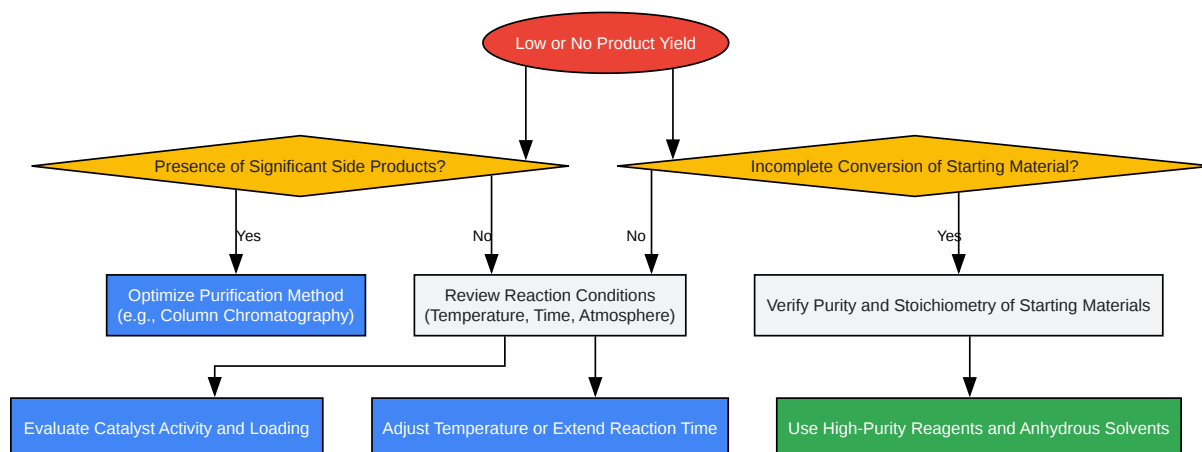 Low or No Product Yield
Presence of Significant Side Products?
Incomplete Conversion of Starting Material?
Yes
No
No
Yes
Optimize Purification Method
(e.g., Column Chromatography)
Review Reaction Conditions
(Temperature, Time, Atmosphere)
Verify Purity and Stoichiometry of Starting Materials
Evaluate Catalyst Activity and Loading
Adjust Temperature or Extend Reaction Time
Use High-Purity Reagents and Anhydrous Solvents